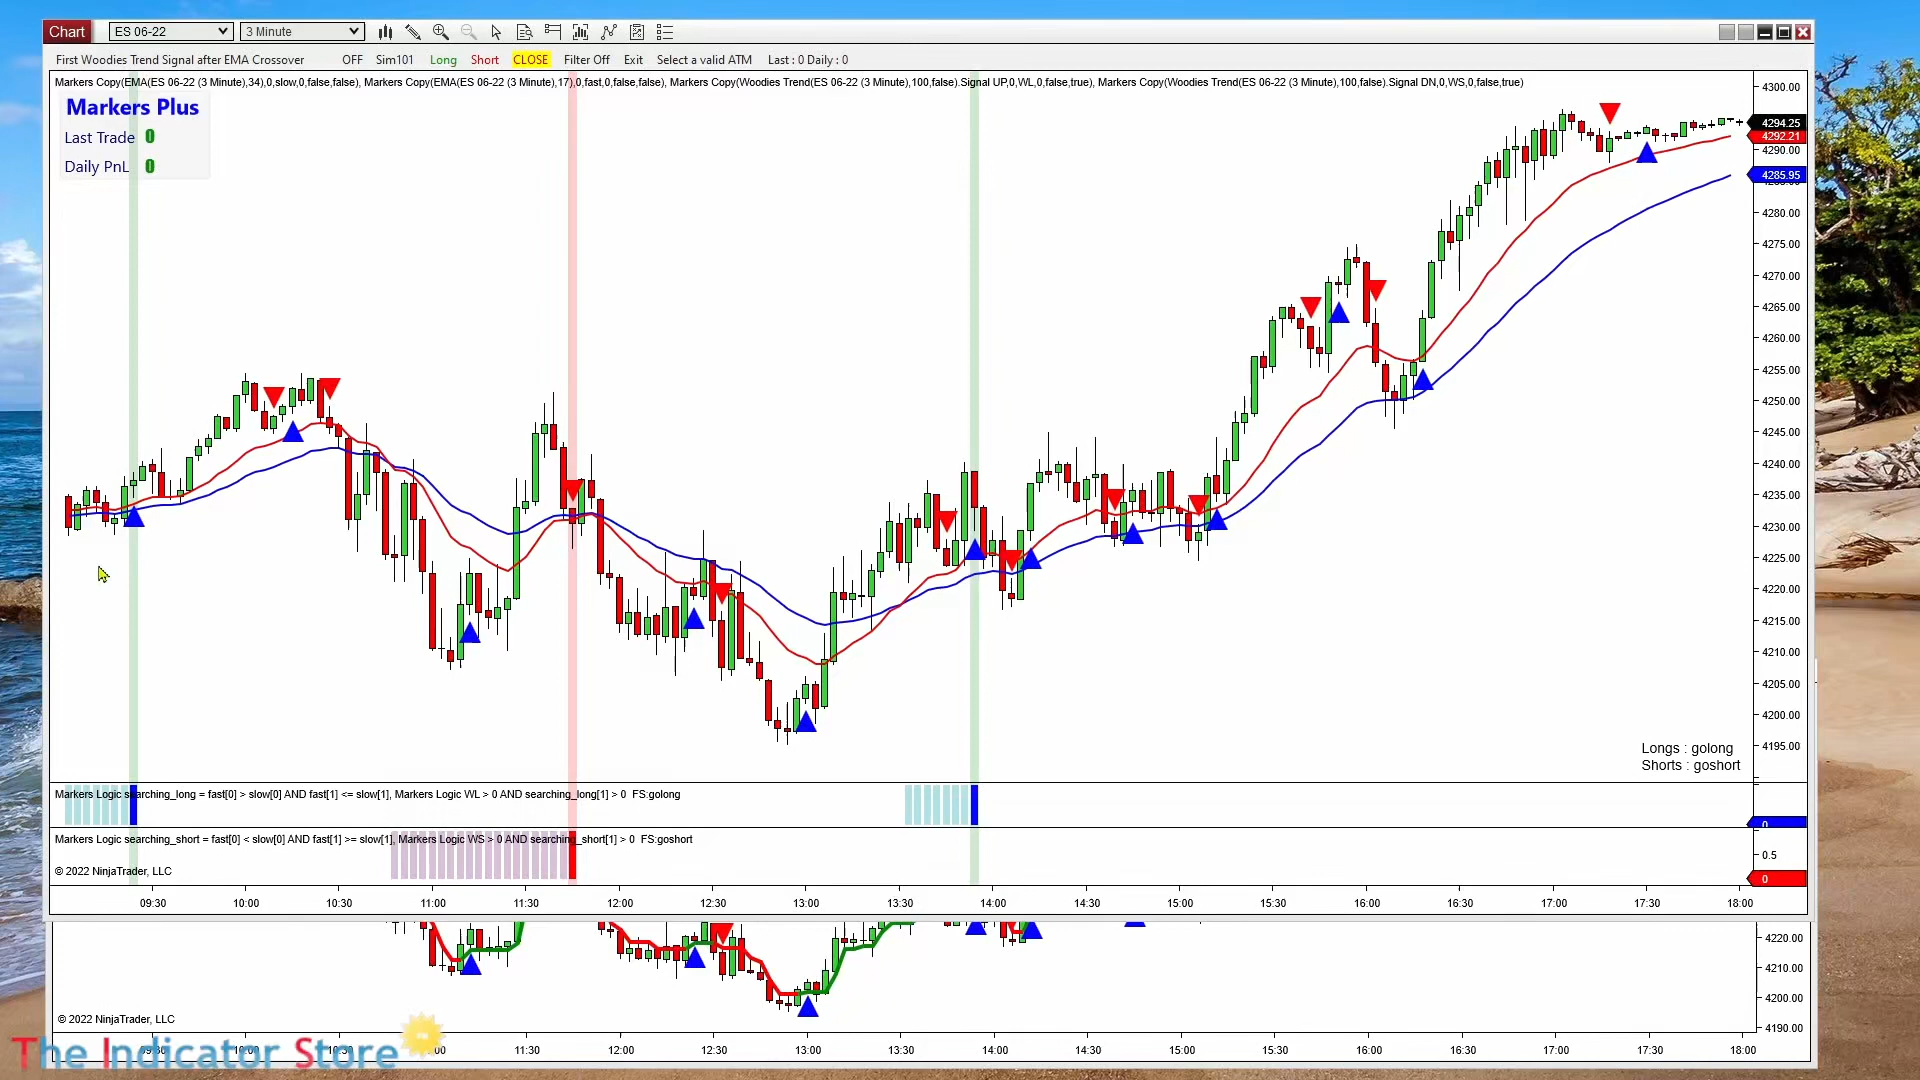 Chart
ES 06-22
3 Minute
First Woodies Trend Signal after EMA Crossover OFF Sim101 Long Short CLOSE Filter Off Exit Select a valid ATM Last : 0 Daily : 0
Markers Copy(EMA(ES 06-22 (3 Minute),34),0,slow,0,false,false), Markers Copy(EMA(ES 06-22 (3 Minute),17),0,fast,0,false,false), Markers Copy(Woodies Trend(ES 06-22 (3 Minute),100,false).Signal UP,0,WL,0,false,true), Markers Copy(Woodies Trend(ES 06-22 (3 Minute),100,false).Signal DN,0,WS,0,false,true)
Markers Plus
Last Trade 0
Daily PnL 0
4300.00
4294.25
4292.21
4290.00
4285.95
4280.00
4275.00
4270.00
4265.00
4260.00
4255.00
4250.00
4245.00
4240.00
4235.00
4230.00
4225.00
4220.00
4215.00
4210.00
4205.00
4200.00
4195.00
Longs : golong
Shorts : goshort
Markers Logic searching_long = fast[0] > slow[0] AND fast[1] <= slow[1], Markers Logic WL > 0 AND searching_long[1] > 0 FS:golong
0
Markers Logic searching_short = fast[0] < slow[0] AND fast[1] >= slow[1], Markers Logic WS > 0 AND searching_short[1] > 0 FS:goshort
0.5
0
© 2022 NinjaTrader, LLC
09:30 10:00 10:30 11:00 11:30 12:00 12:30 13:00 13:30 14:00 14:30 15:00 15:30 16:00 16:30 17:00 17:30 18:00
4220.00
4210.00
4200.00
4190.00
© 2022 NinjaTrader, LLC
The Indicator Store
11:30 12:00 12:30 13:00 13:30 14:00 14:30 15:00 15:30 16:00 16:30 17:00 17:30 18:00